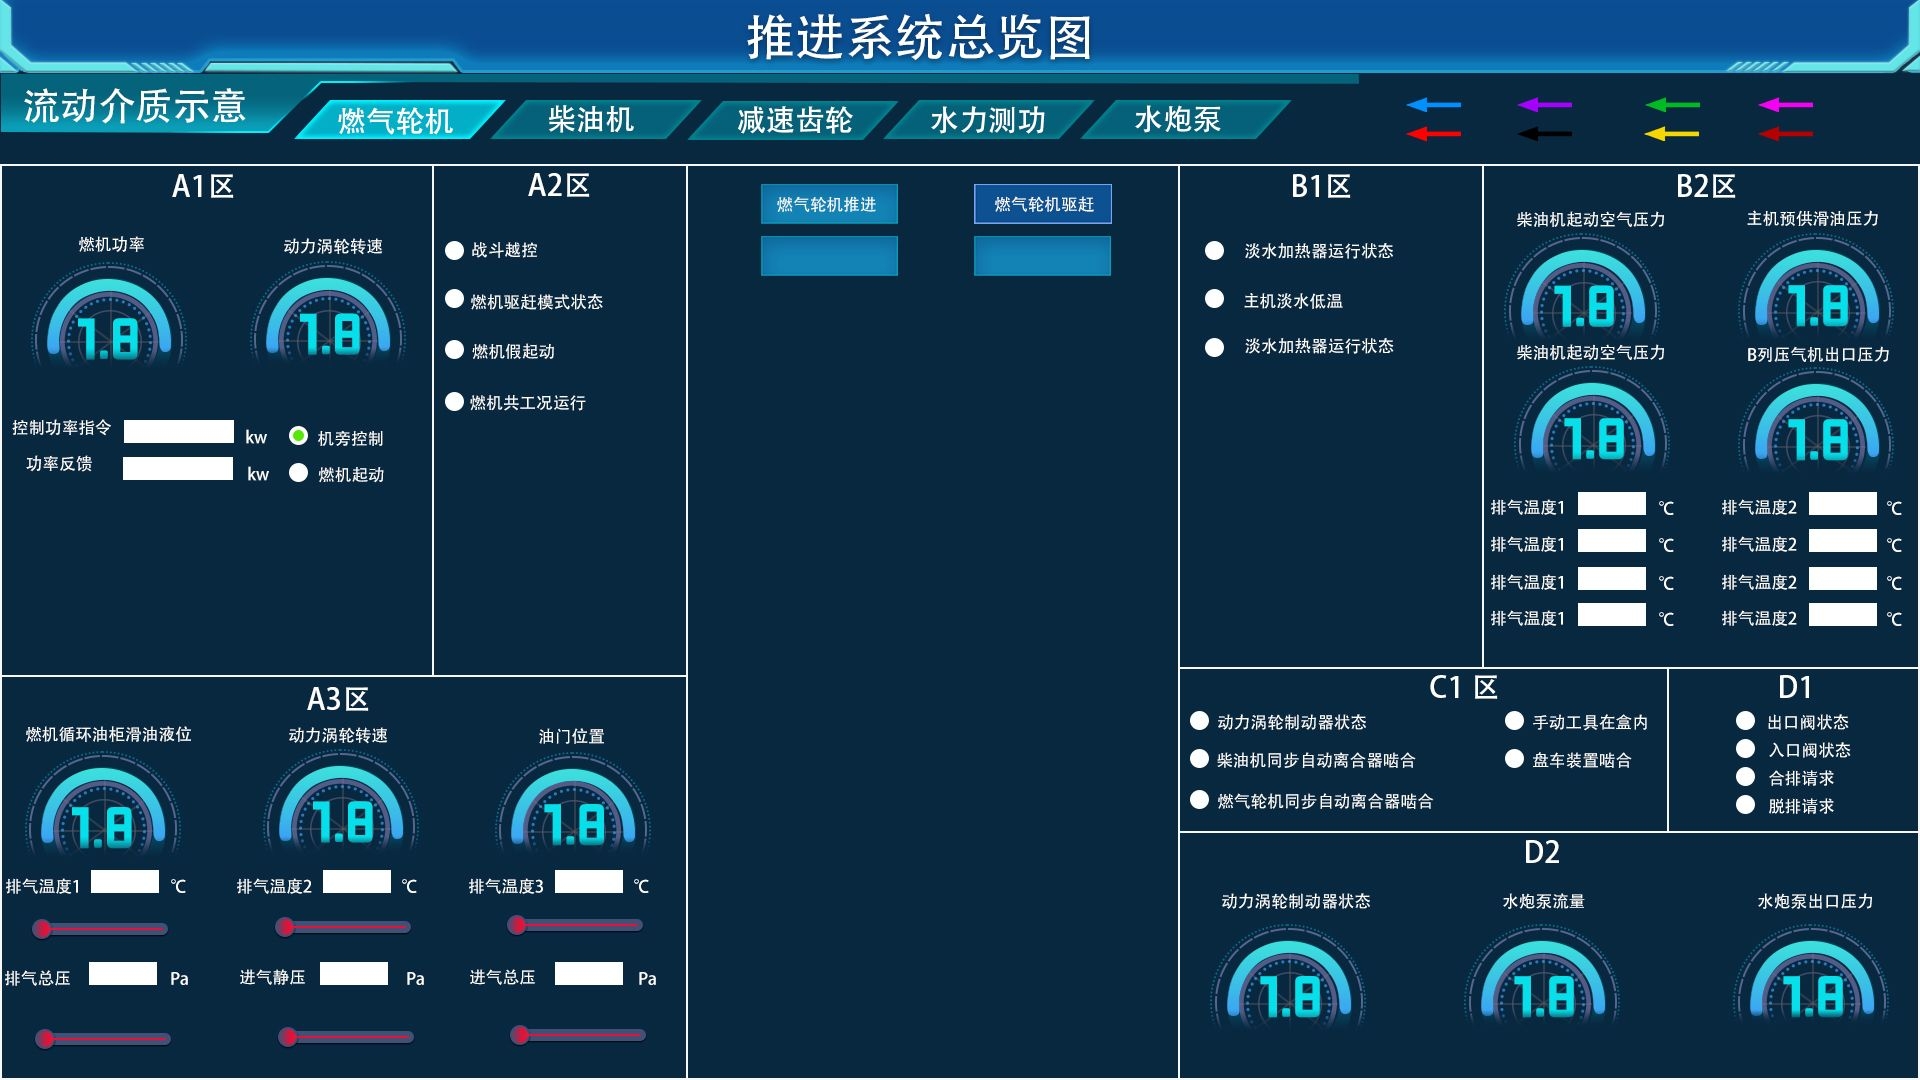 推进系统总览图
流动介质示意
燃气轮机
柴油机
减速齿轮
水力测功
水炮泵
A1区
燃机功率
动力涡轮转速
1.8
1.8
控制功率指令
kw
机旁控制
功率反馈
kw
燃机起动
A2区
战斗越控
燃机驱赶模式状态
燃机假起动
燃机共工况运行
燃气轮机推进
燃气轮机驱赶
B1区
淡水加热器运行状态
主机淡水低温
淡水加热器运行状态
B2区
柴油机起动空气压力
主机预供滑油压力
1.8
1.8
柴油机起动空气压力
B列压气机出口压力
1.8
1.8
排气温度1
℃
排气温度2
℃
排气温度1
℃
排气温度2
℃
排气温度1
℃
排气温度2
℃
排气温度1
℃
排气温度2
℃
A3区
燃机循环油柜滑油液位
动力涡轮转速
油门位置
1.8
1.8
1.8
排气温度1
℃
排气温度2
℃
排气温度3
℃
排气总压
Pa
进气静压
Pa
进气总压
Pa
C1 区
动力涡轮制动器状态
手动工具在盒内
柴油机同步自动离合器啮合
盘车装置啮合
燃气轮机同步自动离合器啮合
D1
出口阀状态
入口阀状态
合排请求
脱排请求
D2
动力涡轮制动器状态
水炮泵流量
水炮泵出口压力
1.8
1.8
1.8